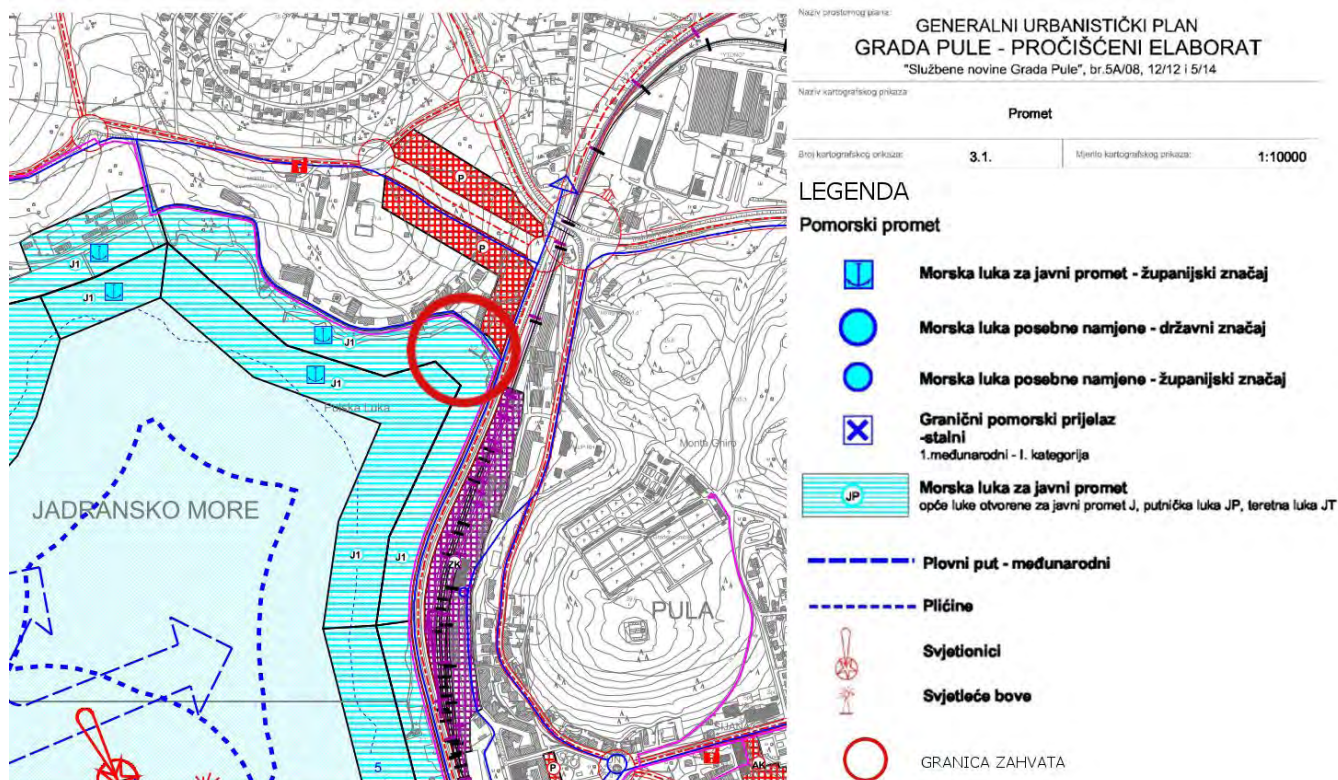 Naziv prostornog plana:
GENERALNI URBANISTIČKI PLAN
GRADA PULE - PROČIŠĆENI ELABORAT
"Službene novine Grada Pule", br.5A/08, 12/12 i 5/14
Naziv kartografskog prikaza
Promet
Broj kartografskog prikaza:
3.1.
Mjerilo kartografskog prikaza:
1:10000
LEGENDA
Pomorski promet
Morska luka za javni promet - županijski značaj
Morska luka posebne namjene - državni značaj
Morska luka posebne namjene - županijski značaj
Granični pomorski prijelaz
-stalni
1.međunarodni - I. kategorija
JP
Morska luka za javni promet
opće luke otvorene za javni promet J, putnička luka JP, teretna luka JT
Plovni put - međunarodni
Plićine
Svjetionici
Svjetleće bove
GRANICA ZAHVATA
P
P
J1
J1
J1
J1
Pulska Luka
Monte Ghiro
JADRANSKO MORE
J1
J1
ZK
PULA
5
P
AK